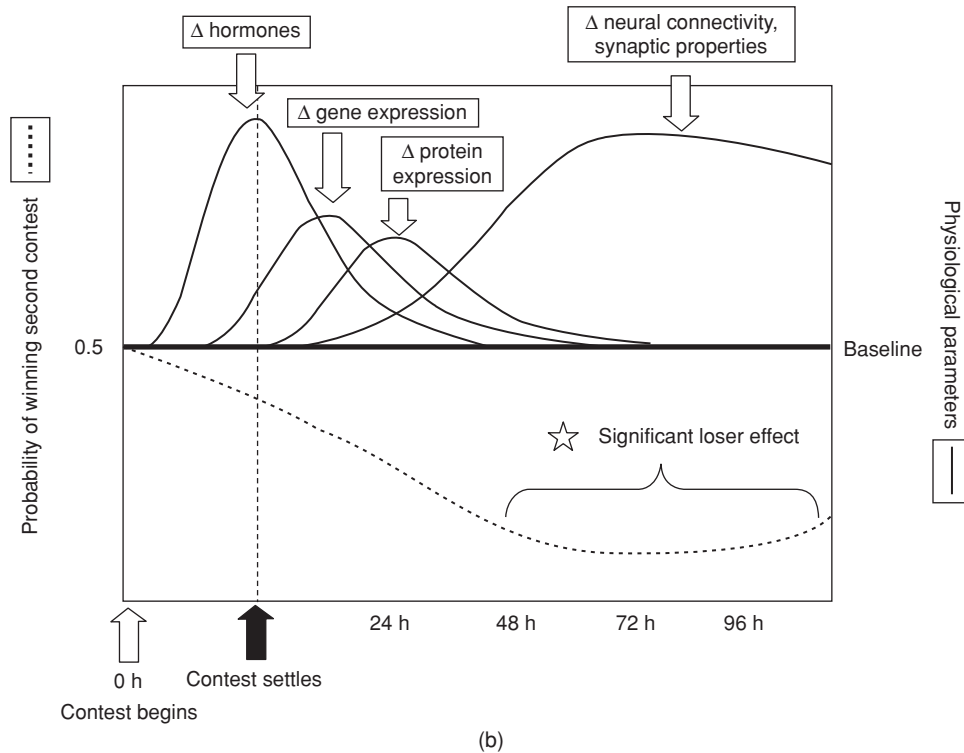 Δ hormones
Δ neural connectivity,
synaptic properties
Δ gene expression
Δ protein
expression
Probability of winning second contest
0.5
Baseline
Physiological parameters
Significant loser effect
24 h
48 h
72 h
96 h
0 h
Contest settles
Contest begins
(b)